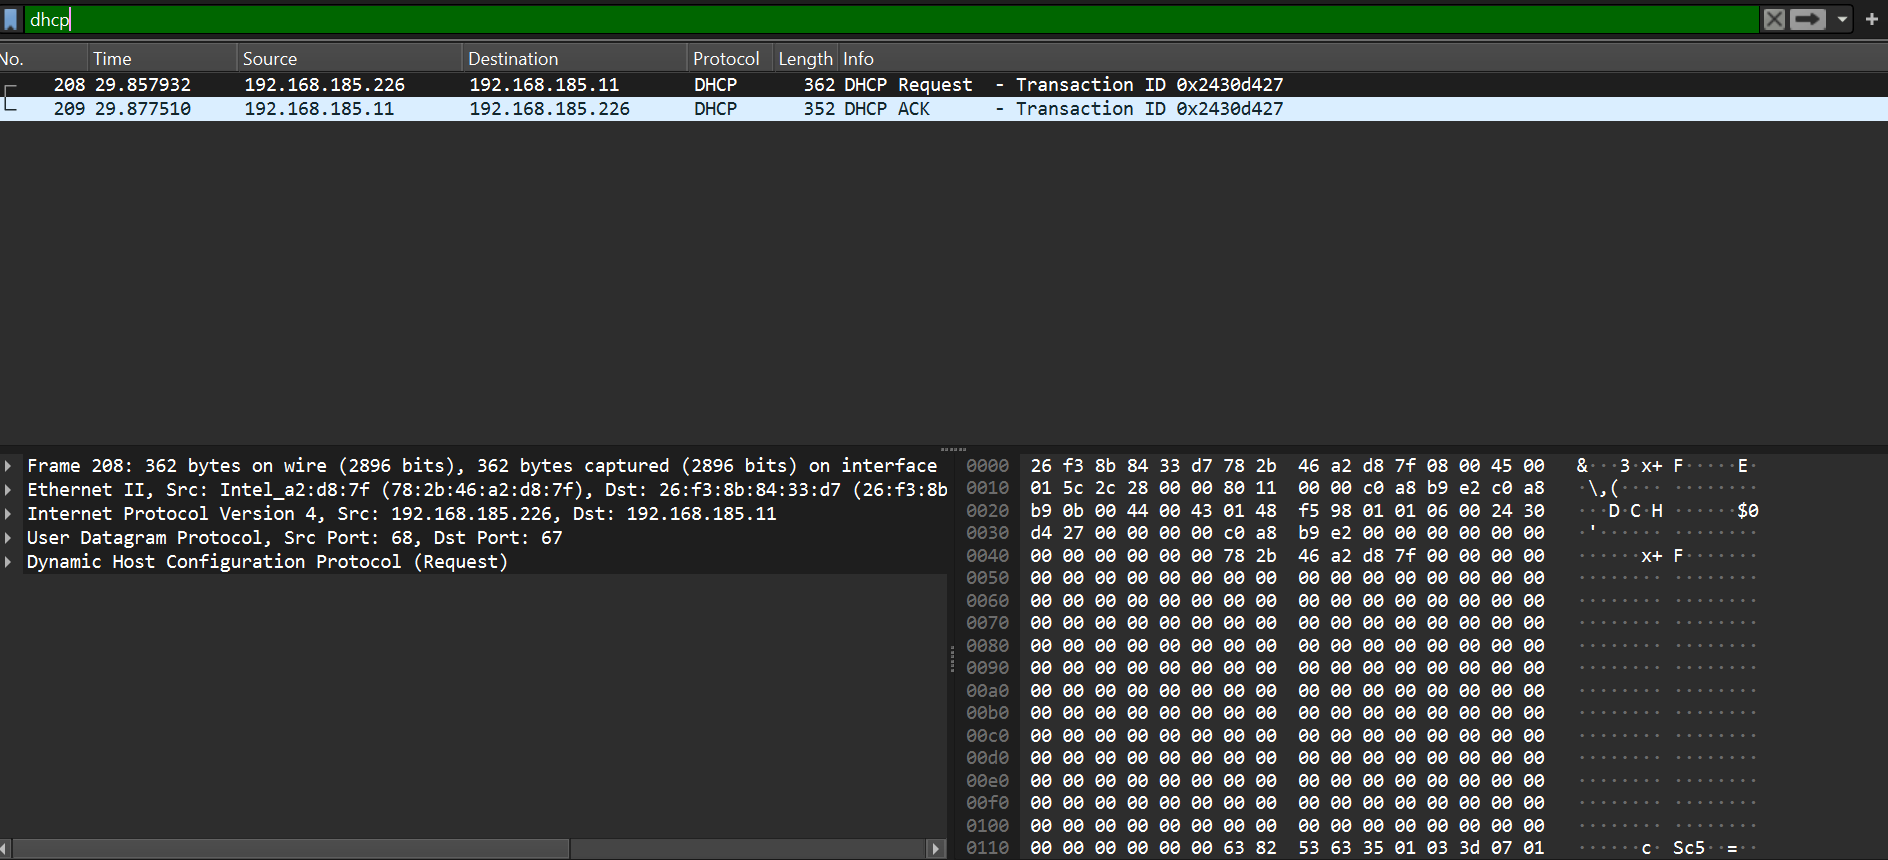 dhcp
No. Time Source Destination Protocol Length Info
208 29.857932 192.168.185.226 192.168.185.11 DHCP 362 DHCP Request - Transaction ID 0x2430d427
209 29.877510 192.168.185.11 192.168.185.226 DHCP 352 DHCP ACK - Transaction ID 0x2430d427
Frame 208: 362 bytes on wire (2896 bits), 362 bytes captured (2896 bits) on interface
Ethernet II, Src: Intel_a2:d8:7f (78:2b:46:a2:d8:7f), Dst: 26:f3:8b:84:33:d7 (26:f3:8b
Internet Protocol Version 4, Src: 192.168.185.226, Dst: 192.168.185.11
User Datagram Protocol, Src Port: 68, Dst Port: 67
Dynamic Host Configuration Protocol (Request)
0000 26 f3 8b 84 33 d7 78 2b 46 a2 d8 7f 08 00 45 00 &···3·x+ F·····E·
0010 01 5c 2c 28 00 00 80 11 00 00 c0 a8 b9 e2 c0 a8 ·\,(···· ········
0020 b9 0b 00 44 00 43 01 48 f5 98 01 01 06 00 24 30 ···D·C·H ······$0
0030 d4 27 00 00 00 00 c0 a8 b9 e2 00 00 00 00 00 00 ·'······ ········
0040 00 00 00 00 00 00 78 2b 46 a2 d8 7f 00 00 00 00 ······x+ F·······
0050 00 00 00 00 00 00 00 00 00 00 00 00 00 00 00 00 ········ ········
0060 00 00 00 00 00 00 00 00 00 00 00 00 00 00 00 00 ········ ········
0070 00 00 00 00 00 00 00 00 00 00 00 00 00 00 00 00 ········ ········
0080 00 00 00 00 00 00 00 00 00 00 00 00 00 00 00 00 ········ ········
0090 00 00 00 00 00 00 00 00 00 00 00 00 00 00 00 00 ········ ········
00a0 00 00 00 00 00 00 00 00 00 00 00 00 00 00 00 00 ········ ········
00b0 00 00 00 00 00 00 00 00 00 00 00 00 00 00 00 00 ········ ········
00c0 00 00 00 00 00 00 00 00 00 00 00 00 00 00 00 00 ········ ········
00d0 00 00 00 00 00 00 00 00 00 00 00 00 00 00 00 00 ········ ········
00e0 00 00 00 00 00 00 00 00 00 00 00 00 00 00 00 00 ········ ········
00f0 00 00 00 00 00 00 00 00 00 00 00 00 00 00 00 00 ········ ········
0100 00 00 00 00 00 00 00 00 00 00 00 00 00 00 00 00 ········ ········
0110 00 00 00 00 00 00 63 82 53 63 35 01 03 3d 07 01 ······c· Sc5··=··